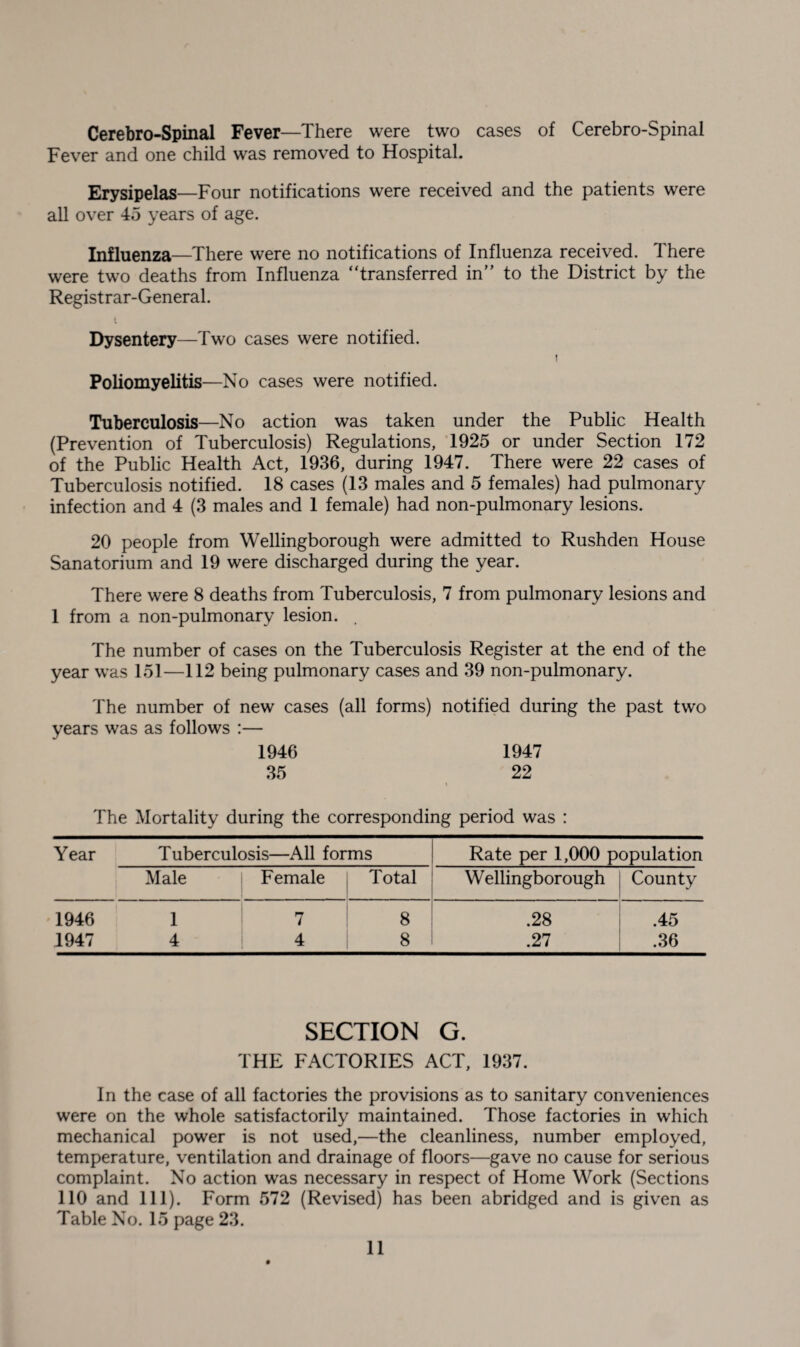 Cerebro-Spinal Fever—There were two cases of Cerebro-Spinal
Fever and one child was removed to Hospital.
Erysipelas—Four notifications were received and the patients were
all over 45 years of age.
Influenza—There were no notifications of Influenza received. There
were two deaths from Influenza “transferred in” to the District by the
Registrar-General.
Dysentery—Two cases were notified.
Poliomyelitis—No cases were notified.
Tuberculosis—No action was taken under the Public Health
(Prevention of Tuberculosis) Regulations, 1925 or under Section 172
of the Public Health Act, 1936, during 1947. There were 22 cases of
Tuberculosis notified. 18 cases (13 males and 5 females) had pulmonary
infection and 4 (3 males and 1 female) had non-pulmonary lesions.
20 people from Wellingborough were admitted to Rushden House
Sanatorium and 19 were discharged during the year.
There were 8 deaths from Tuberculosis, 7 from pulmonary lesions and
1 from a non-pulmonary lesion.
The number of cases on the Tuberculosis Register at the end of the
year was 151—112 being pulmonary cases and 39 non-pulmonary.
The number of new cases (all forms) notified during the past two
years was as follows :—
1946 1947
35 22
The Mortality during the corresponding period was :
Year Tuberculosis—All forms Rate per 1,000 population
Male Female Total Wellingborough County
1946 1 7 8 .28 .45
1947 4 4 8 .27 .36
SECTION G.
THE FACTORIES ACT, 1937.
In the case of all factories the provisions as to sanitary conveniences
were on the whole satisfactorily maintained. Those factories in which
mechanical power is not used,—the cleanliness, number employed,
temperature, ventilation and drainage of floors—gave no cause for serious
complaint. No action was necessary in respect of Home Work (Sections
110 and 111). Form 572 (Revised) has been abridged and is given as
Table No. 15 page 23.
11